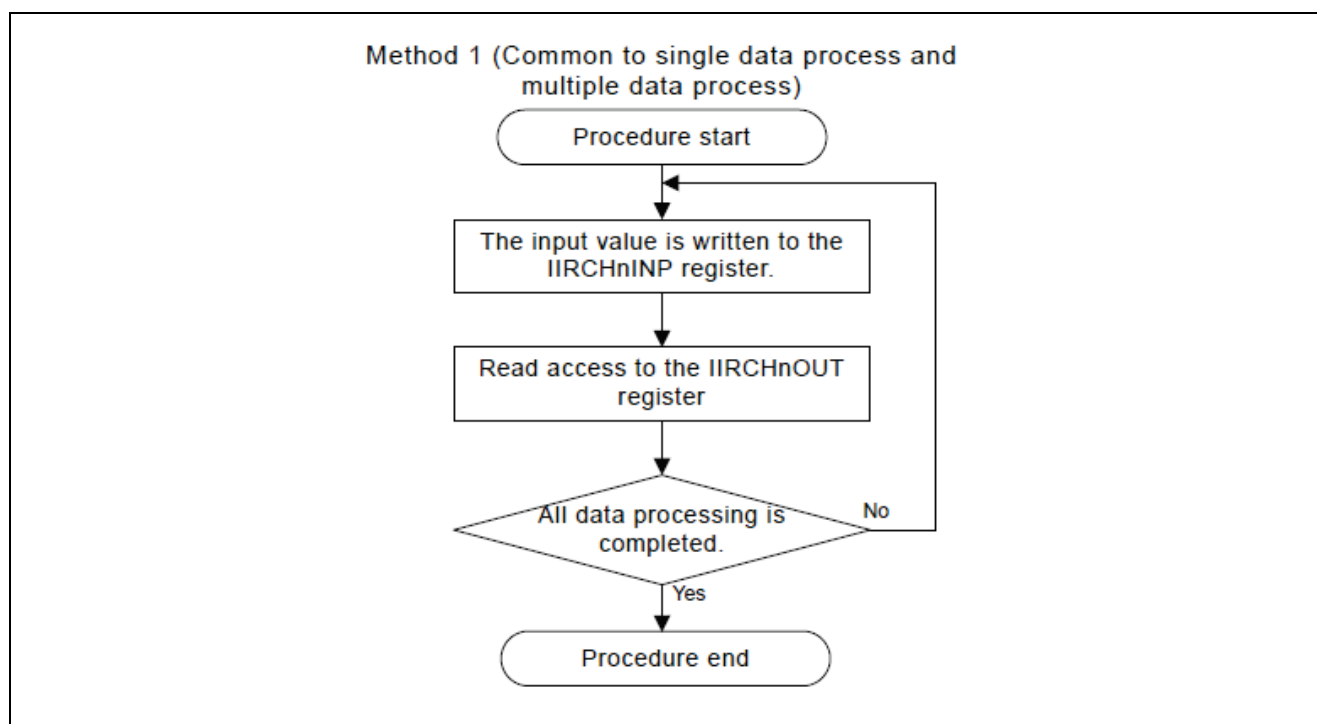 Method 1 (Common to single data process and
multiple data process)
Procedure start
The input value is written to the
IIRCHnINP register.
Read access to the IIRCHnOUT
register
All data processing is
completed.
No
Yes
Procedure end